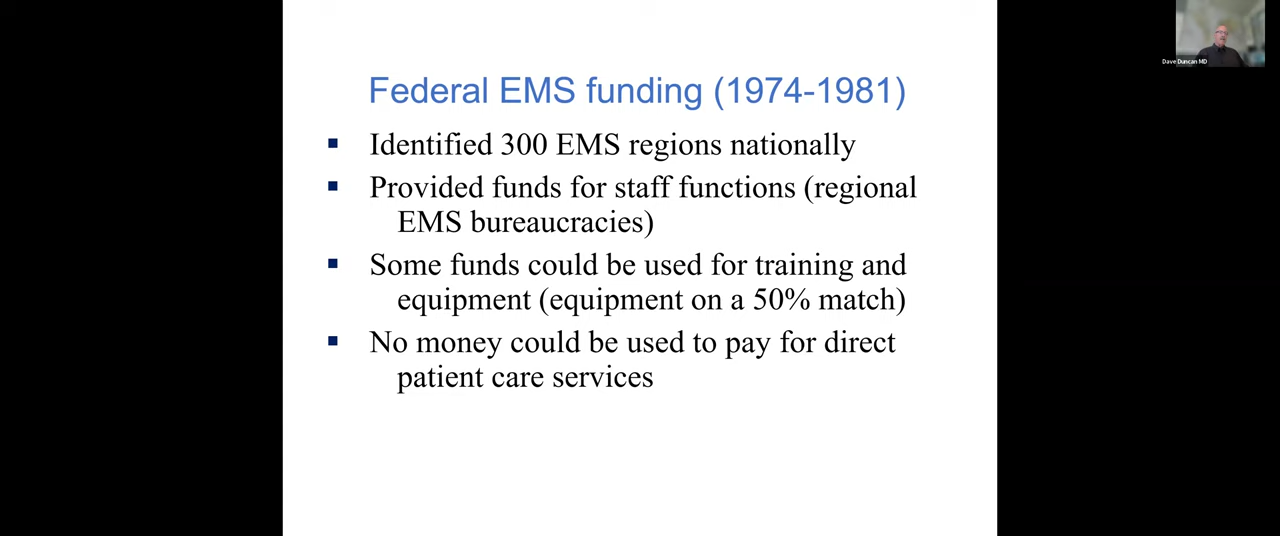 Dave Duncan MD
Federal EMS funding (1974-1981)
▪ Identified 300 EMS regions nationally
▪ Provided funds for staff functions (regional
EMS bureaucracies)
▪ Some funds could be used for training and
equipment (equipment on a 50% match)
▪ No money could be used to pay for direct
patient care services